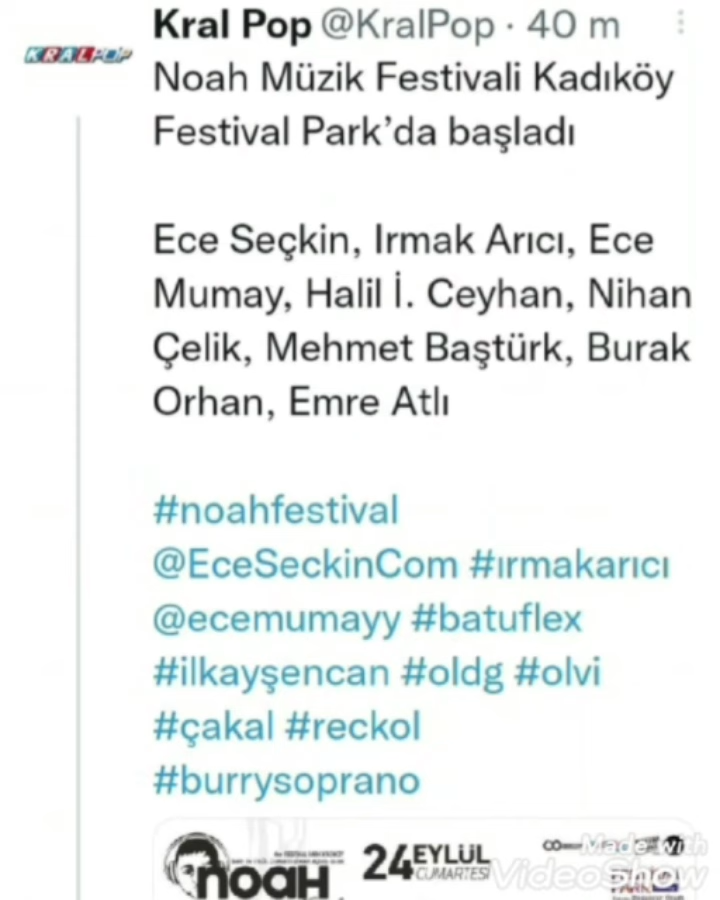 Kral Pop @KralPop · 40 m
KRALPOP
Noah Müzik Festivali Kadıköy
Festival Park’da başladı
Ece Seçkin, Irmak Arıcı, Ece
Mumay, Halil İ. Ceyhan, Nihan
Çelik, Mehmet Baştürk, Burak
Orhan, Emre Atlı
#noahfestival
@EceSeckinCom #ırmakarıcı
@ecemumayy #batuflex
#ilkayşencan #oldg #olvi
#çakal #reckol
#burrysoprano
noaH
24 EYLÜL
CUMARTESİ
Made with
VideoShow